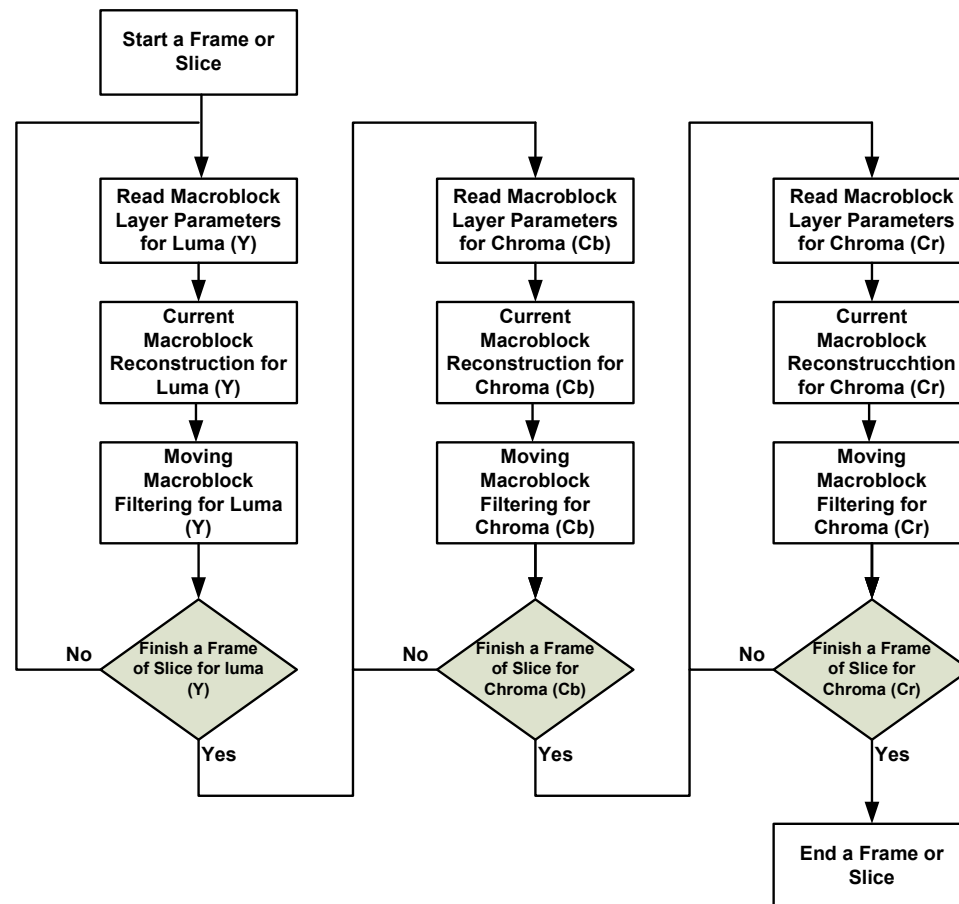 Start a Frame or
Slice
Read Macroblock
Layer Parameters
for Luma (Y)
Current
Macroblock
Reconstruction for
Luma (Y)
Moving
Macroblock
Filtering for Luma
(Y)
No
Finish a Frame
of Slice for luma
(Y)
Yes
Read Macroblock
Layer Parameters
for Chroma (Cb)
Current
Macroblock
Reconstruction for
Chroma (Cb)
Moving
Macroblock
Filtering for
Chroma (Cb)
No
Finish a Frame
of Slice for
Chroma (Cb)
Yes
Read Macroblock
Layer Parameters
for Chroma (Cr)
Current
Macroblock
Reconstrucchtion
for Chroma (Cr)
Moving
Macroblock
Filtering for
Chroma (Cr)
No
Finish a Frame
of Slice for
Chroma (Cr)
Yes
End a Frame or
Slice